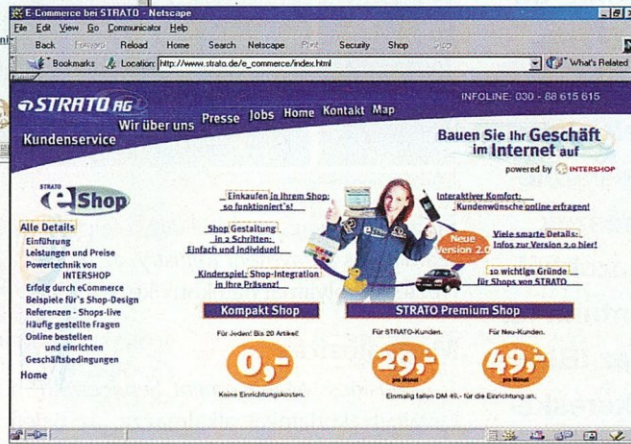 E-Commerce bei STRATO - Netscape
File Edit View Go Communicator Help
Back Forward Reload Home Search Netscape Print Security Shop Stop
Bookmarks Location: http://www.strato.de/e_commerce/index.html What's Related
STRATO AG
INFOLINE: 030 - 88 615 615
Kundenservice Wir über uns Presse Jobs Home Kontakt Map
Bauen Sie Ihr Geschäft
im Internet auf
powered by INTERSHOP
STRATO
eShop
Alle Details
Einführung
Leistungen und Preise
Powertechnik von
INTERSHOP
Erfolg durch eCommerce
Beispiele für`s Shop-Design
Referenzen - Shops-live
Häufig gestellte Fragen
Online bestellen
und einrichten
Geschäftsbedingungen
Home
Einkaufen in Ihrem Shop:
so funktioniert`s!
Shop Gestaltung
in 2 Schritten:
Einfach und individuell
Kinderspiel: Shop-Integration
in Ihre Präsenz!
Interaktiver Komfort:
Kundenwünsche online erfragen!
Neue
Version 2.0
Viele smarte Details:
Infos zur Version 2.0 hier!
10 wichtige Gründe
für Shops von STRATO
Kompakt Shop
Für Jeden! Bis 20 Artikel!
0,-
Keine Einrichtungskosten.
STRATO Premium Shop
Für STRATO-Kunden.
29,-
pro Monat
Für Neu-Kunden.
49,-
pro Monat
Einmalig fallen DM 49,- für die Einrichtung an.